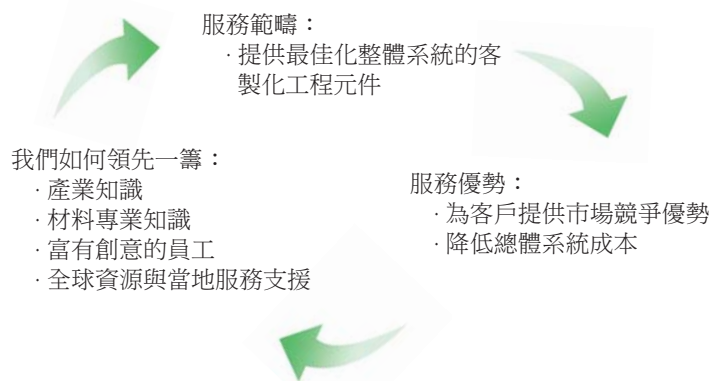 服務範疇：
· 提供最佳化整體系統的客
製化工程元件
我們如何領先一籌：
· 產業知識
· 材料專業知識
· 富有創意的員工
· 全球資源與當地服務支援
服務優勢：
· 為客戶提供市場競爭優勢
· 降低總體系統成本